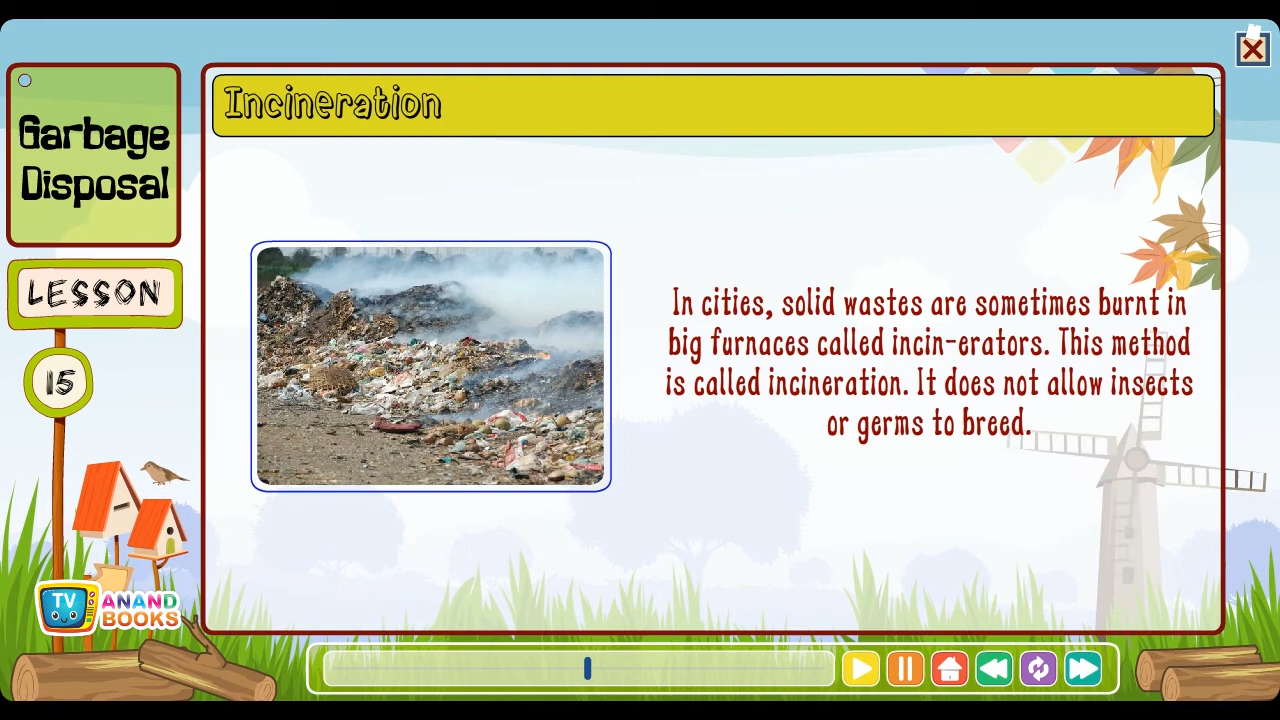 Incineration
Garbage
Disposal
LESSON
15
In cities, solid wastes are sometimes burnt in
big furnaces called incin-erators. This method
is called incineration. It does not allow insects
or germs to breed.
TV
ANAND
BOOKS